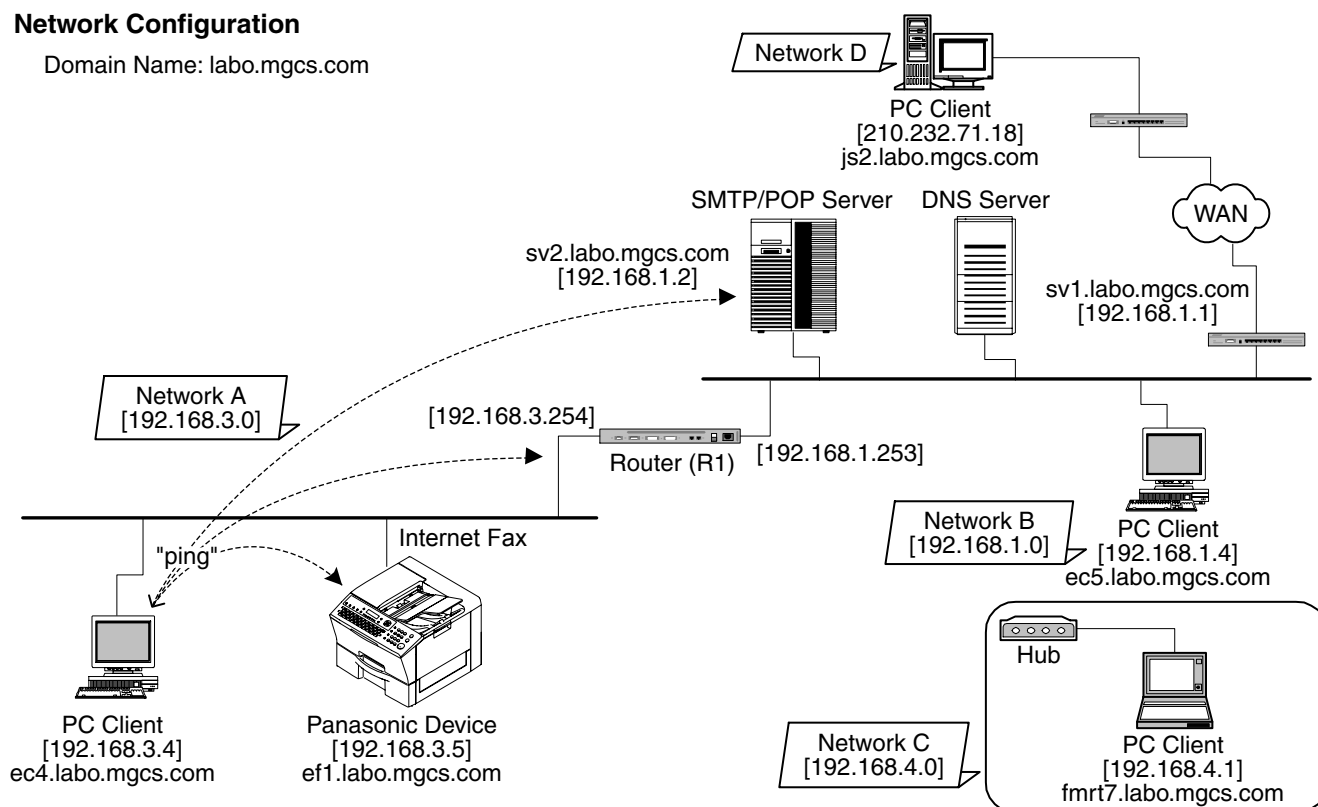 Network Configuration
Domain Name: labo.mgcs.com
Network D
PC Client
[210.232.71.18]
js2.labo.mgcs.com
SMTP/POP Server
DNS Server
WAN
sv2.labo.mgcs.com
[192.168.1.2]
sv1.labo.mgcs.com
[192.168.1.1]
Network A
[192.168.3.0]
[192.168.3.254]
Router (R1)
[192.168.1.253]
Internet Fax
"ping"
Network B
[192.168.1.0]
PC Client
[192.168.1.4]
ec5.labo.mgcs.com
PC Client
[192.168.3.4]
ec4.labo.mgcs.com
Panasonic Device
[192.168.3.5]
ef1.labo.mgcs.com
Hub
Network C
[192.168.4.0]
PC Client
[192.168.4.1]
fmrt7.labo.mgcs.com